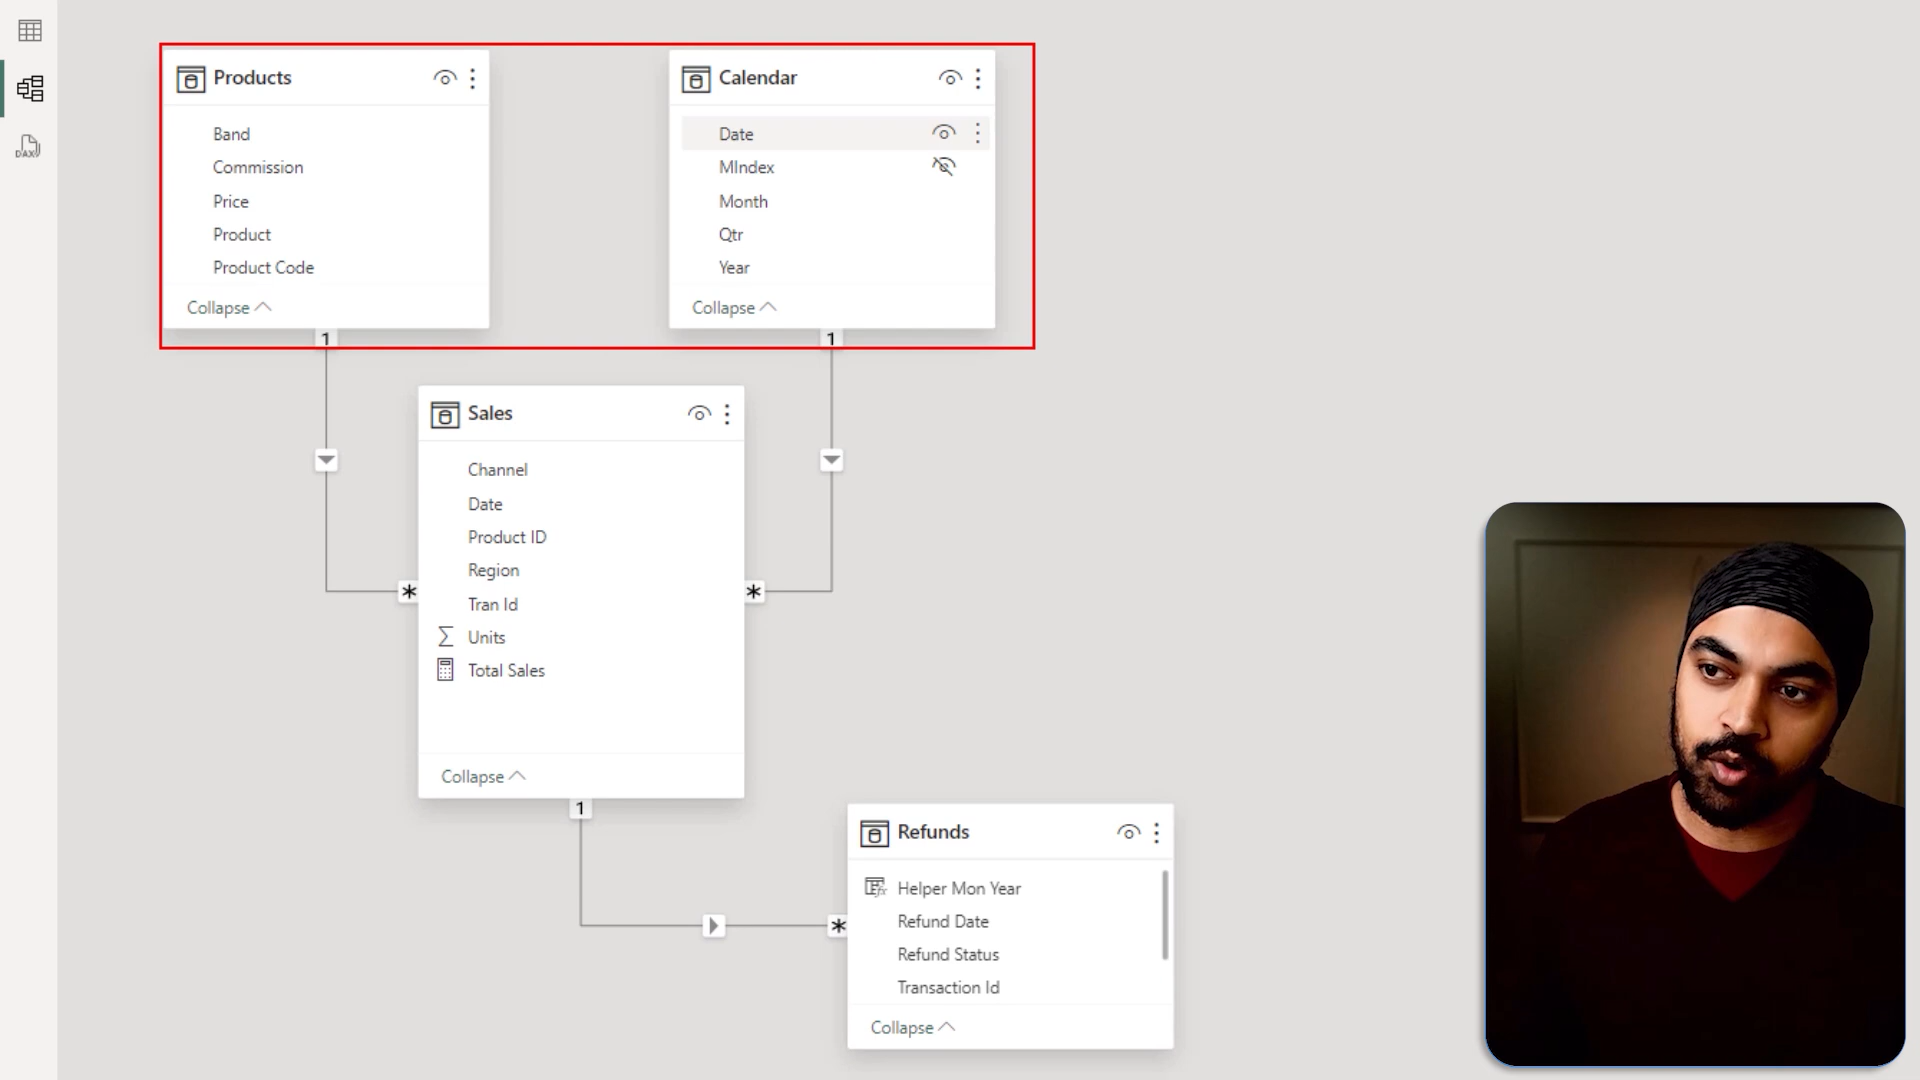 DAX
Products
Band
Commission
Price
Product
Product Code
Collapse
Calendar
Date
MIndex
Month
Qtr
Year
Collapse
1
1
Sales
Channel
Date
Product ID
Region
Tran Id
Units
Total Sales
Collapse
*
*
1
*
Refunds
Helper Mon Year
Refund Date
Refund Status
Transaction Id
Collapse